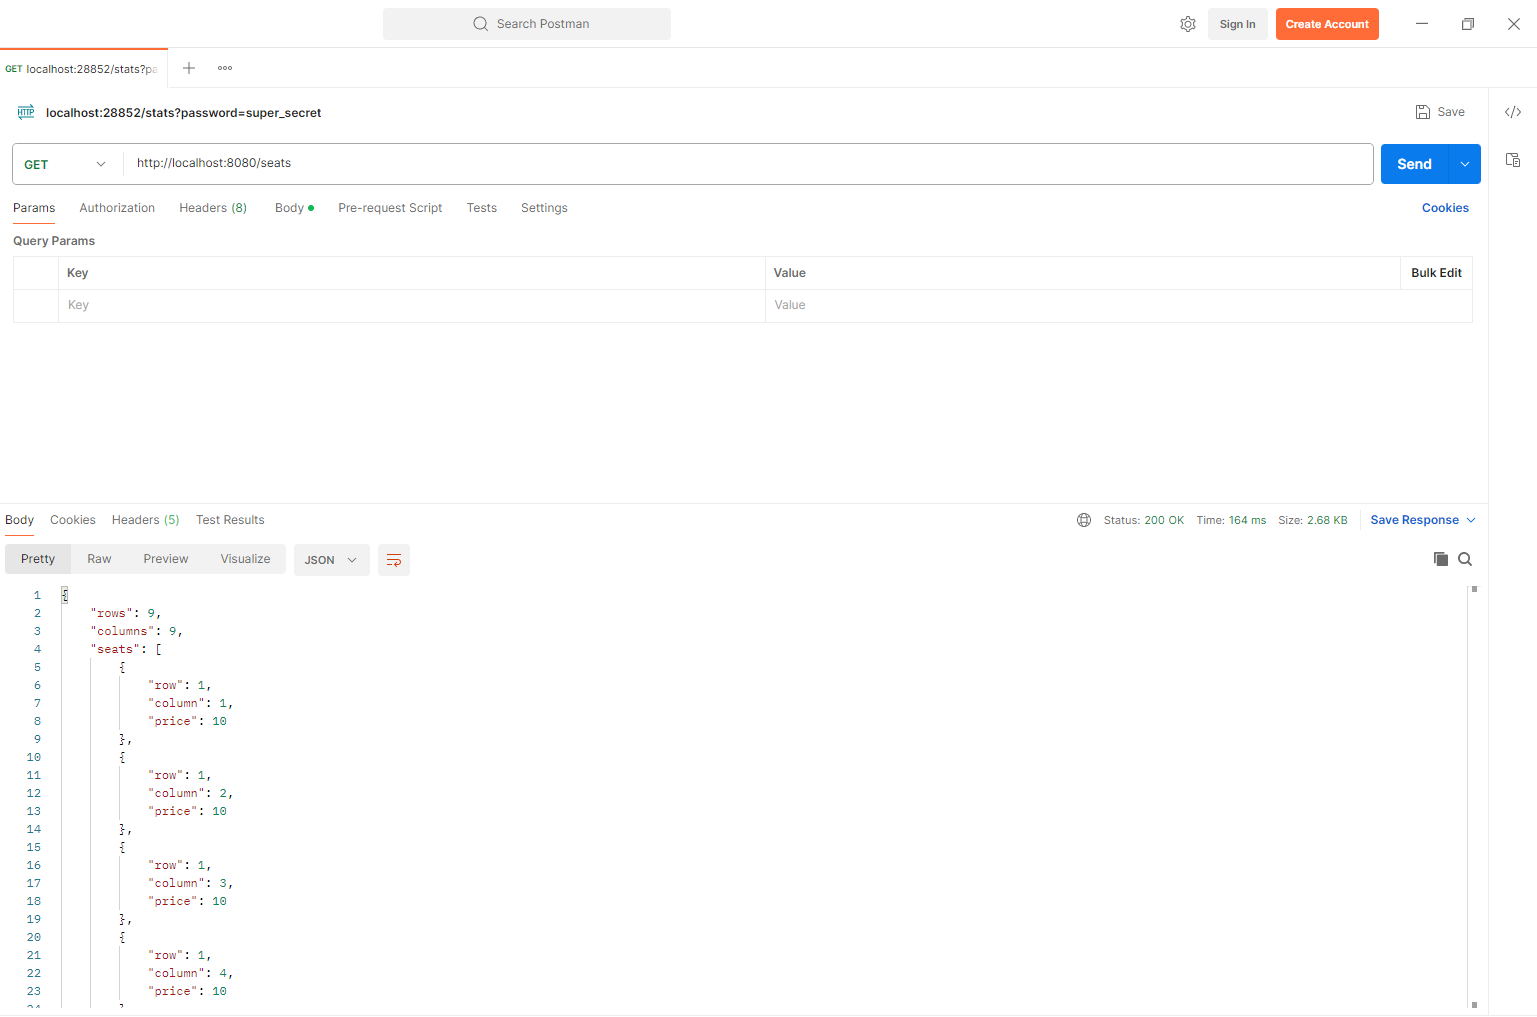 Search Postman
Sign In
Create Account
GET localhost:28852/stats?pa
HTTP localhost:28852/stats?password=super_secret
Save
GET
http://localhost:8080/seats
Send
Params Authorization Headers (8) Body Pre-request Script Tests Settings
Cookies
Query Params
Key Value Bulk Edit
Key Value
Body Cookies Headers (5) Test Results
Status: 200 OK Time: 164 ms Size: 2.68 KB Save Response
Pretty Raw Preview Visualize JSON
1 {
2 "rows": 9,
3 "columns": 9,
4 "seats": [
5 {
6 "row": 1,
7 "column": 1,
8 "price": 10
9 },
10 {
11 "row": 1,
12 "column": 2,
13 "price": 10
14 },
15 {
16 "row": 1,
17 "column": 3,
18 "price": 10
19 },
20 {
21 "row": 1,
22 "column": 4,
23 "price": 10